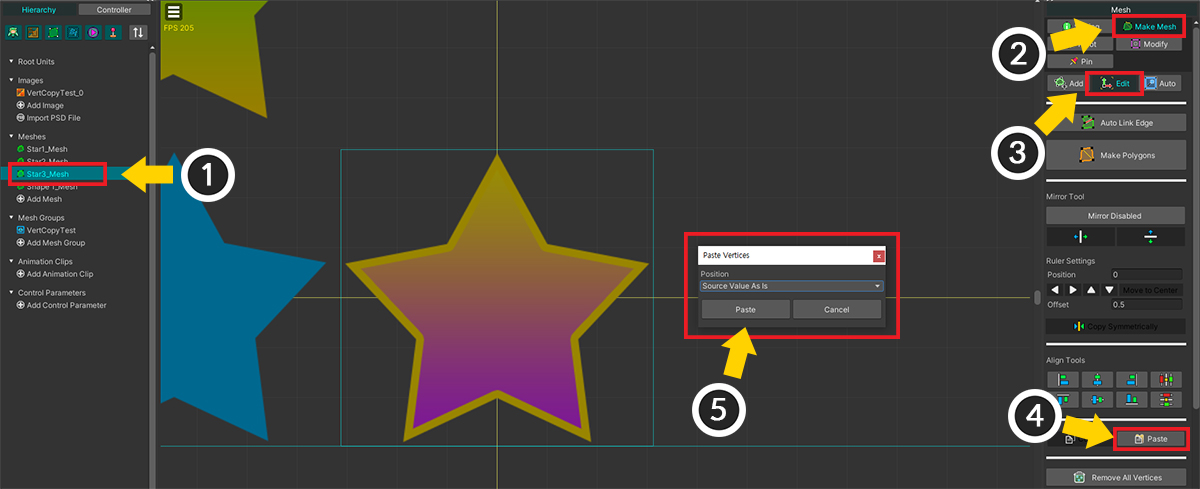 Hierarchy
Controller
FPS 205
Root Units
Images
VertCopyTest_0
Add Image
Import PSD File
Meshes
Star1_Mesh
Star2_Mesh
Star3_Mesh
Shape 1_Mesh
Add Mesh
Mesh Groups
VertCopyTest
Add Mesh Group
Animation Clips
Add Animation Clip
Control Parameters
Add Control Parameter
1
Paste Vertices
x
Position
Source Value As Is
Paste
Cancel
5
Mesh
2
Make Mesh
Modify
Pin
3
Add
Edit
Auto
Auto Link Edge
Make Polygons
Mirror Tool
Mirror Disabled
Ruler Settings
Position 0
Move to Center
Offset 0.5
Copy Symmetrically
Align Tools
4
Paste
Remove All Vertices